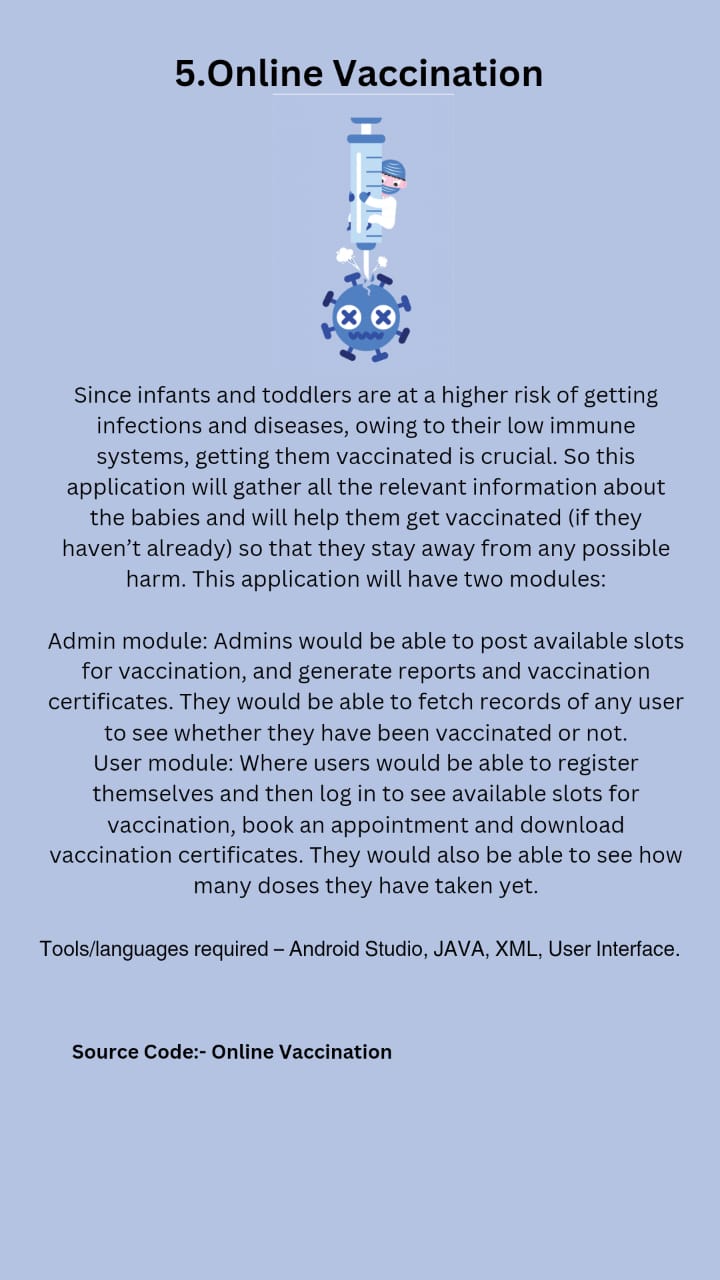 5.Online Vaccination
Since infants and toddlers are at a higher risk of getting
infections and diseases, owing to their low immune
systems, getting them vaccinated is crucial. So this
application will gather all the relevant information about
the babies and will help them get vaccinated (if they
haven’t already) so that they stay away from any possible
harm. This application will have two modules:
Admin module: Admins would be able to post available slots
for vaccination, and generate reports and vaccination
certificates. They would be able to fetch records of any user
to see whether they have been vaccinated or not.
User module: Where users would be able to register
themselves and then log in to see available slots for
vaccination, book an appointment and download
vaccination certificates. They would also be able to see how
many doses they have taken yet.
Tools/languages required – Android Studio, JAVA, XML, User Interface.
Source Code:- Online Vaccination